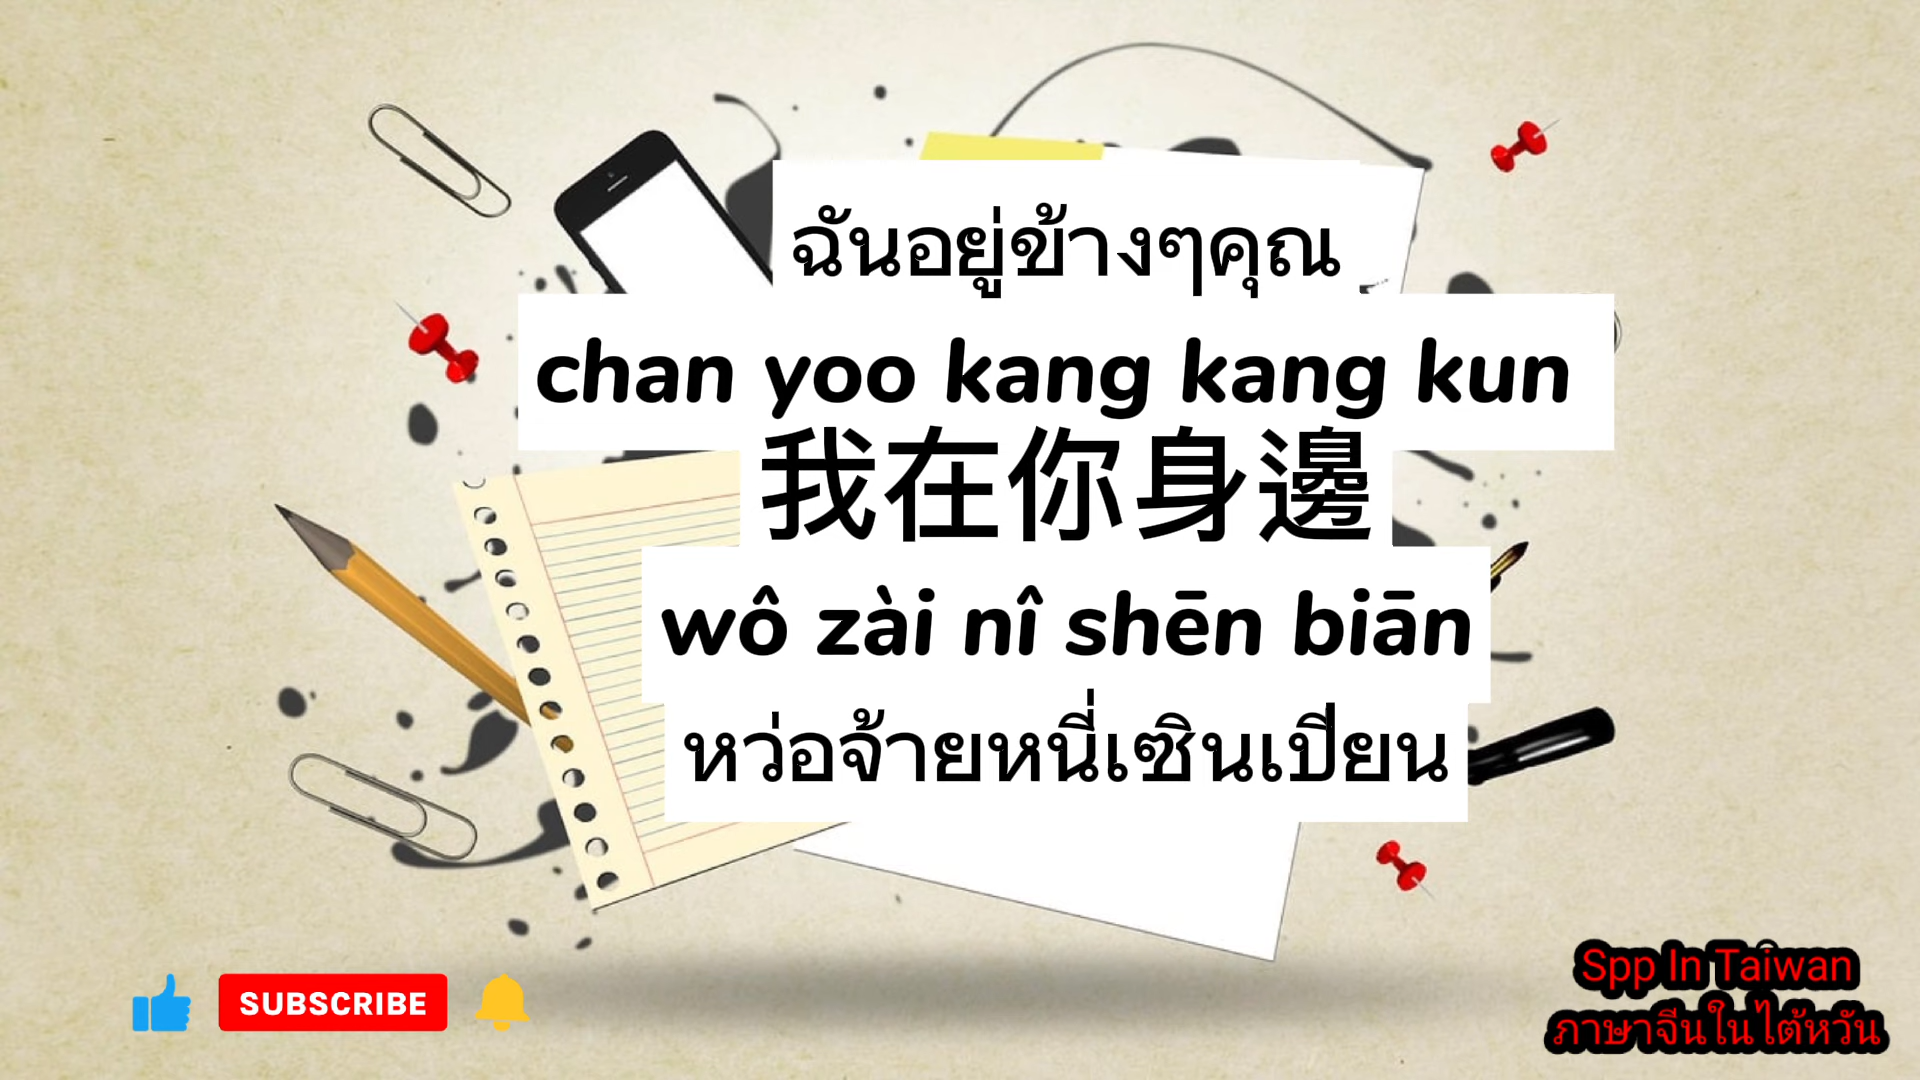 ฉันอยู่ข้างๆคุณ
chan yoo kang kang kun
我在你身邊
wô zài nî shēn biān
หว่อจ้ายหนี่เซินเปียน
SUBSCRIBE
Spp In Taiwan
ภาษาจีนในไต้หวัน